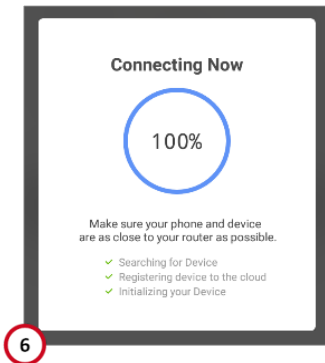 Connecting Now
100%
Make sure your phone and device
are as close to your router as possible.
Searching for Device
Registering device to the cloud
Initializing your Device
6